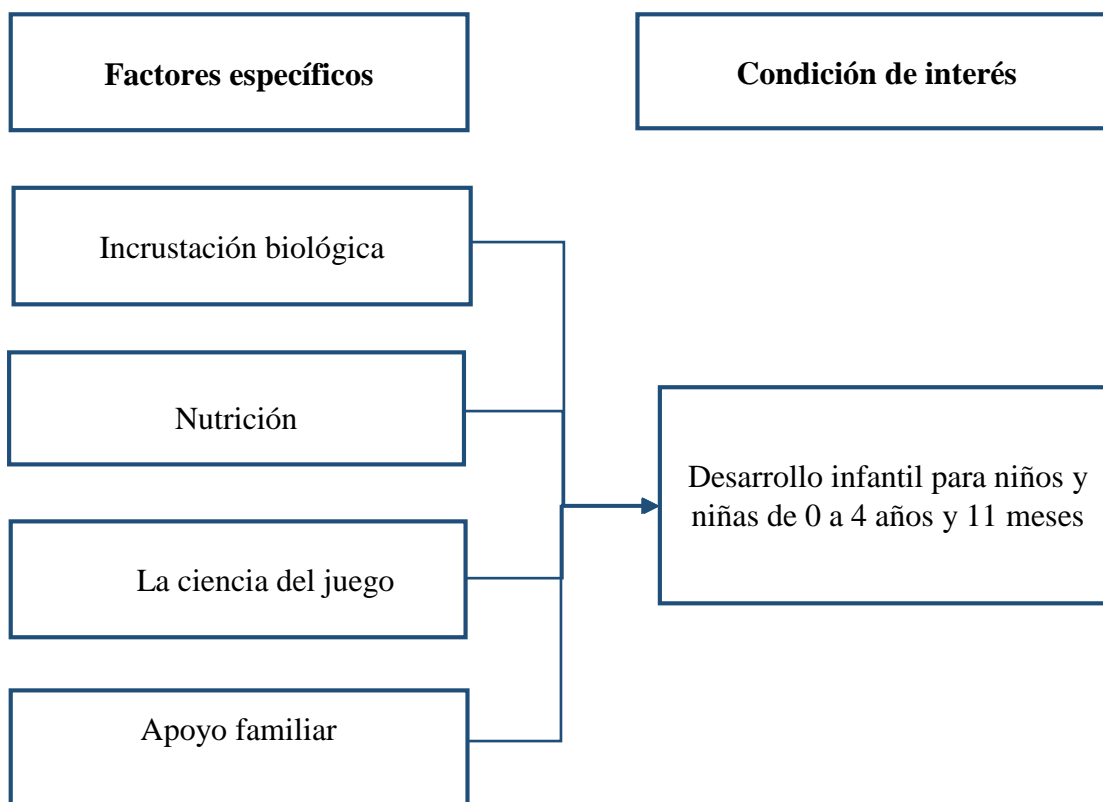 Factores específicos
Condición de interés
Incrustación biológica
Nutrición
La ciencia del juego
Apoyo familiar
Desarrollo infantil para niños y
niñas de 0 a 4 años y 11 meses